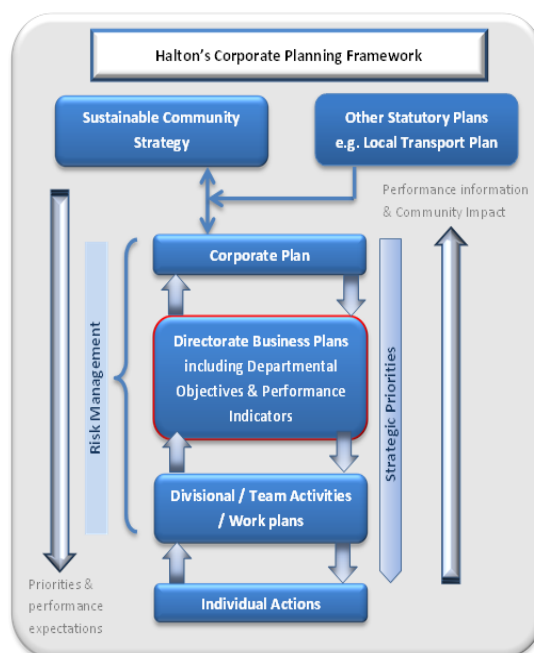 Halton's Corporate Planning Framework
Sustainable Community
Strategy
Other Statutory Plans
e.g. Local Transport Plan
Performance information
& Community Impact
Corporate Plan
Directorate Business Plans
including Departmental
Objectives & Performance
Indicators
Risk Management
Strategic Priorities
Divisional / Team Activities
/ Work plans
Priorities &
performance
expectations
Individual Actions